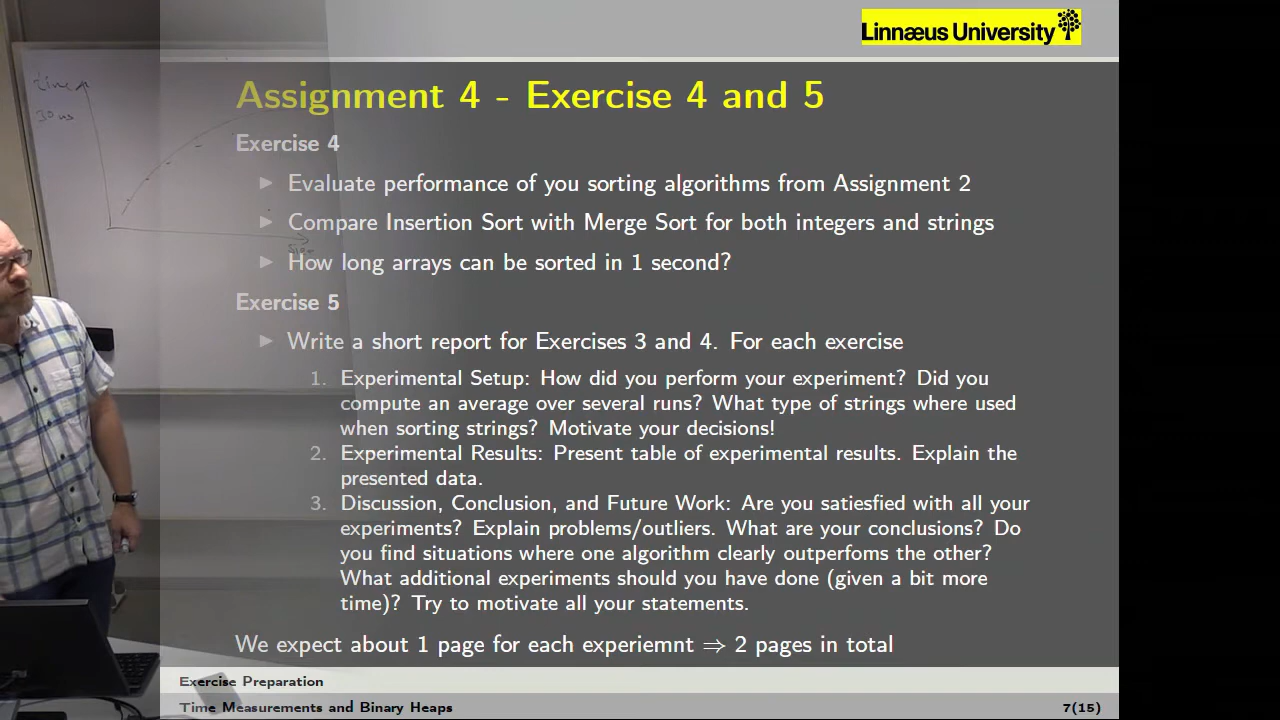 Linnæus University
Assignment 4 - Exercise 4 and 5
Exercise 4
Evaluate performance of you sorting algorithms from Assignment 2
Compare Insertion Sort with Merge Sort for both integers and strings
How long arrays can be sorted in 1 second?
Exercise 5
Write a short report for Exercises 3 and 4. For each exercise
1. Experimental Setup: How did you perform your experiment? Did you
compute an average over several runs? What type of strings where used
when sorting strings? Motivate your decisions!
2. Experimental Results: Present table of experimental results. Explain the
presented data.
3. Discussion, Conclusion, and Future Work: Are you satiesfied with all your
experiments? Explain problems/outliers. What are your conclusions? Do
you find situations where one algorithm clearly outperfoms the other?
What additional experiments should you have done (given a bit more
time)? Try to motivate all your statements.
We expect about 1 page for each experiemnt ⇒ 2 pages in total
Exercise Preparation
Time Measurements and Binary Heaps 7(15)
time
size